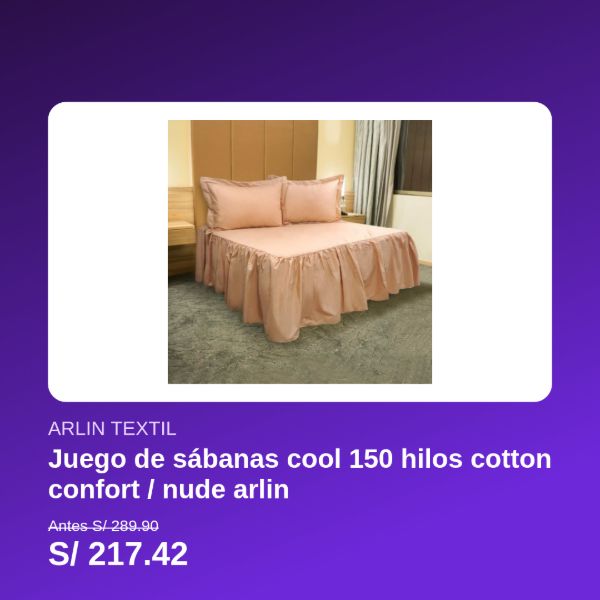 ARLIN TEXTIL
Juego de sábanas cool 150 hilos cotton
confort / nude arlin
Antes S/ 289.90
S/ 217.42